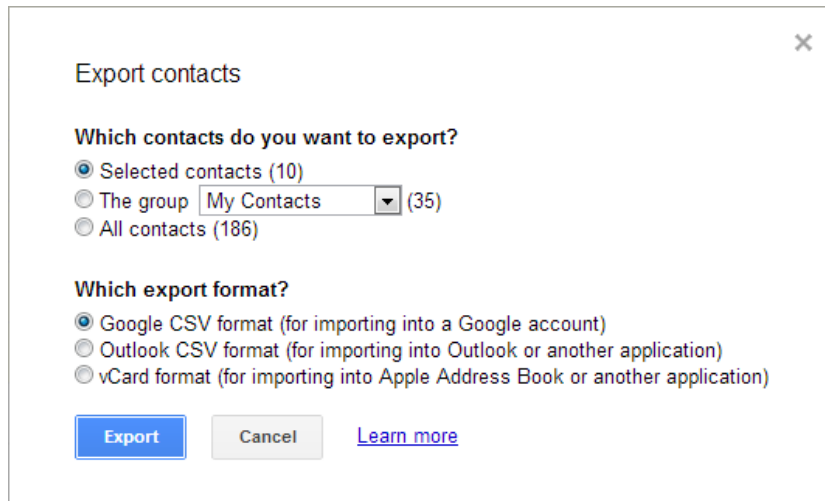 Export contacts
Which contacts do you want to export?
Selected contacts (10)
The group My Contacts (35)
All contacts (186)
Which export format?
Google CSV format (for importing into a Google account)
Outlook CSV format (for importing into Outlook or another application)
vCard format (for importing into Apple Address Book or another application)
Export Cancel Learn more